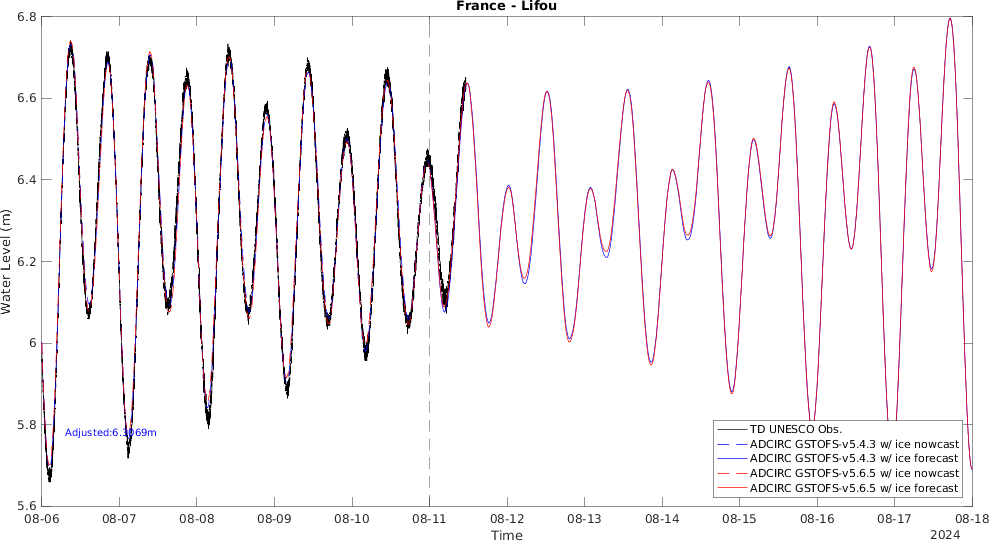 France - Lifou
Water Level (m)
6.8
6.6
6.4
6.2
6
5.8
5.6
Adjusted:6.3069m
TD UNESCO Obs.
ADCIRC GSTOFS-v5.4.3 w/ ice nowcast
ADCIRC GSTOFS-v5.4.3 w/ ice forecast
ADCIRC GSTOFS-v5.6.5 w/ ice nowcast
ADCIRC GSTOFS-v5.6.5 w/ ice forecast
08-06 08-07 08-08 08-09 08-10 08-11 08-12 08-13 08-14 08-15 08-16 08-17 08-18
Time
2024